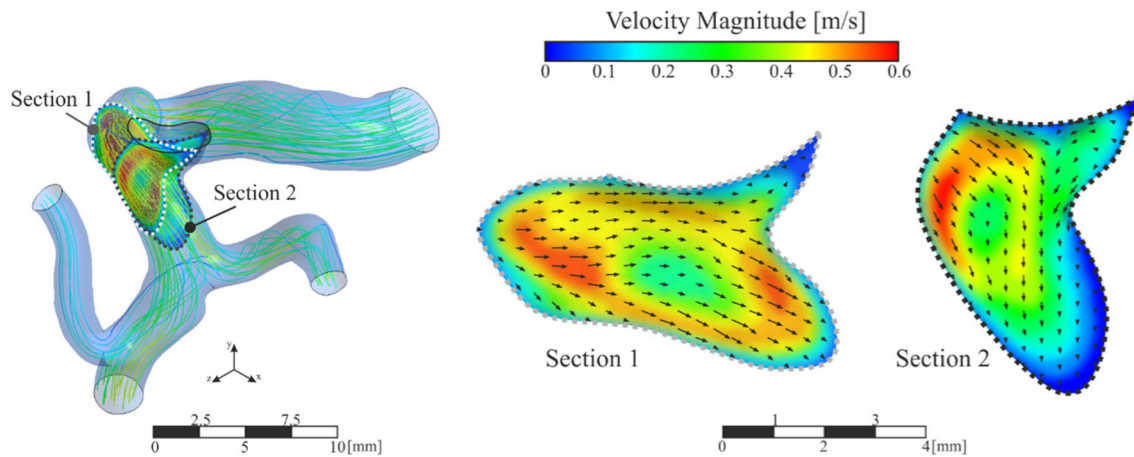 Velocity Magnitude [m/s]
0 0.1 0.2 0.3 0.4 0.5 0.6
Section 1
Section 2
Section 1
Section 2
y
z x
2.5 7.5
0 5 10 [mm]
1 3
0 2 4 [mm]